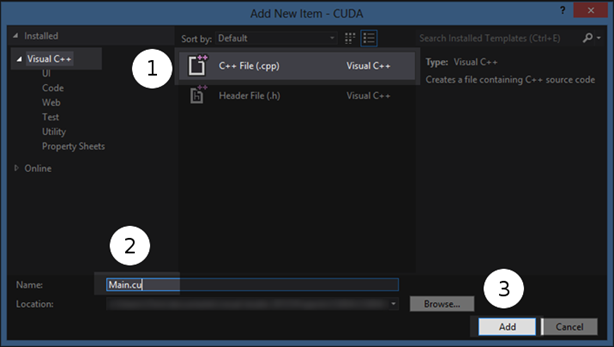 Add New Item - CUDA
Installed
Sort by: Default
Search Installed Templates (Ctrl+E)
Visual C++
UI
Code
Web
Test
Utility
Property Sheets
Online
1
C++ File (.cpp) Visual C++
Header File (.h) Visual C++
Type: Visual C++
Creates a file containing C++ source code
2
Name: Main.cu
Location:
Browse...
3
Add
Cancel